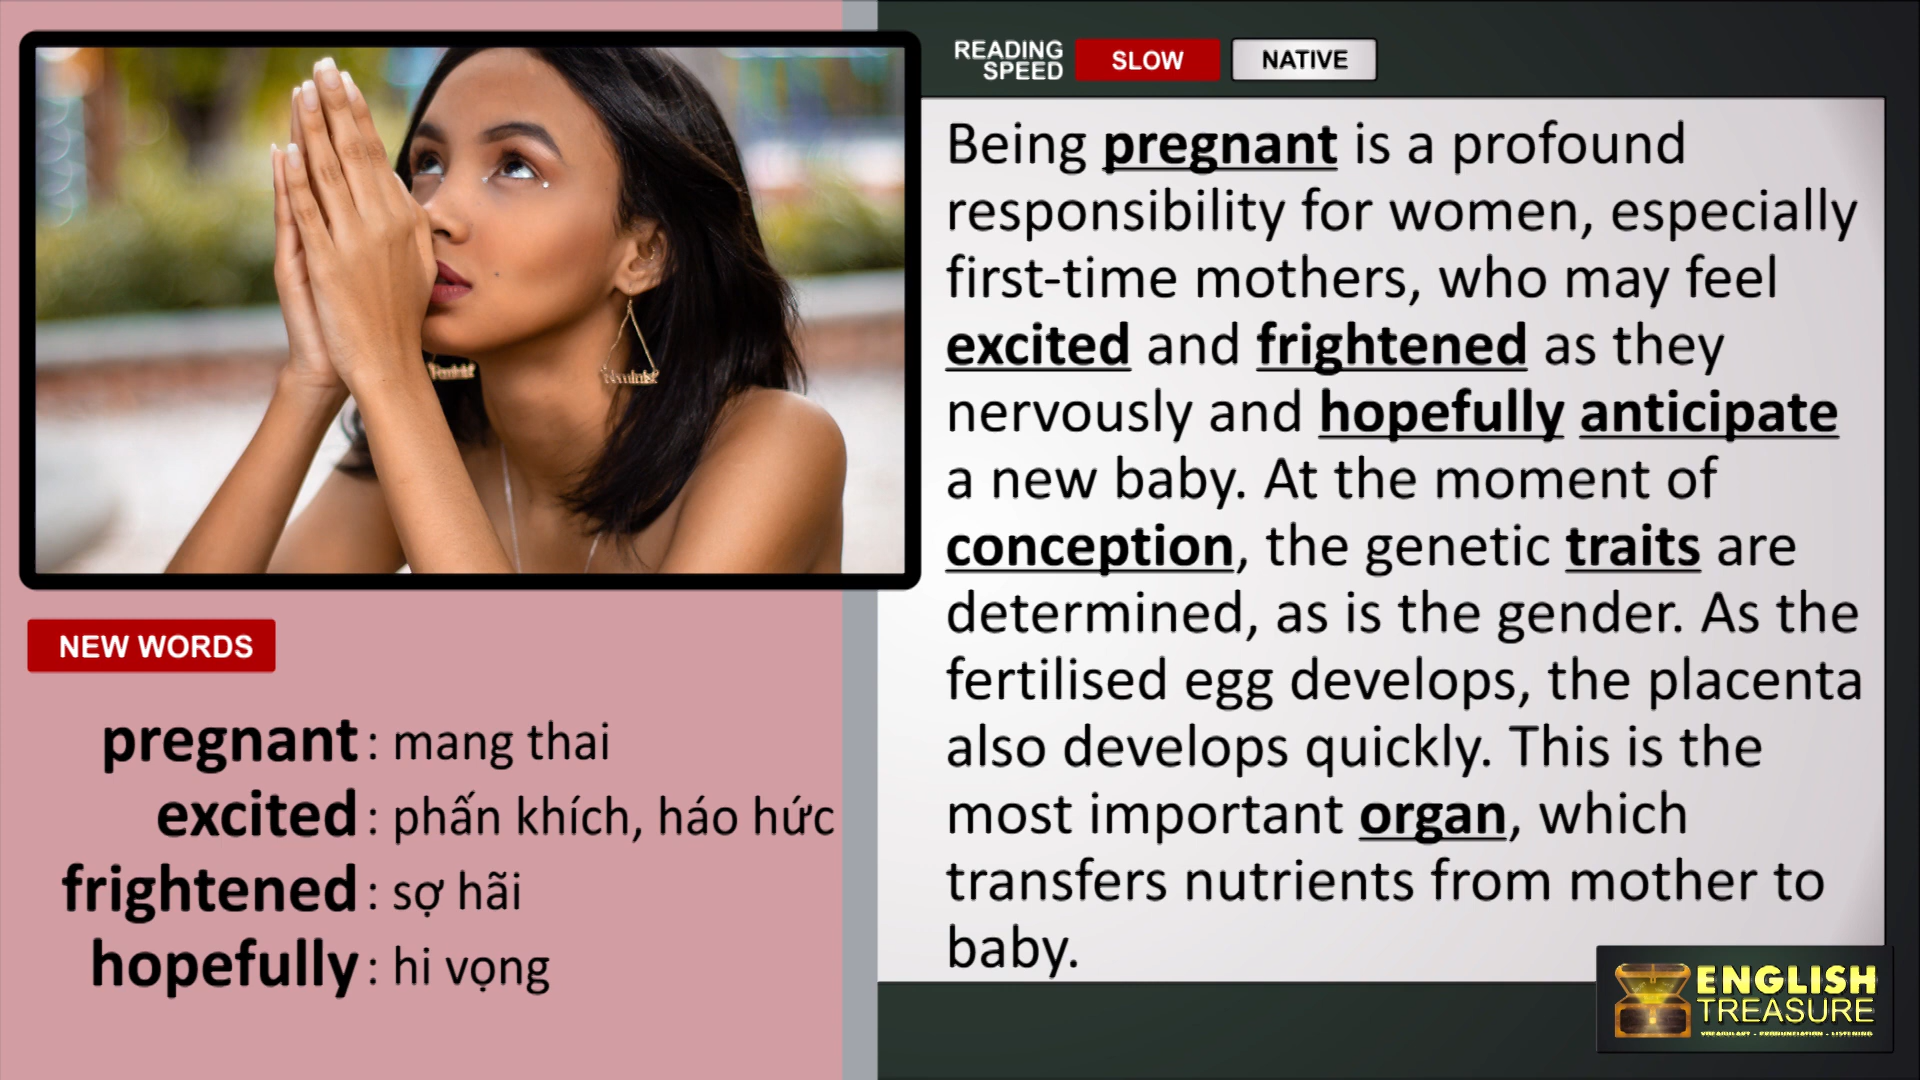 READING
SPEED
SLOW
NATIVE
Being pregnant is a profound
responsibility for women, especially
first-time mothers, who may feel
excited and frightened as they
nervously and hopefully anticipate
a new baby. At the moment of
conception, the genetic traits are
determined, as is the gender. As the
fertilised egg develops, the placenta
also develops quickly. This is the
most important organ, which
transfers nutrients from mother to
baby.
NEW WORDS
pregnant : mang thai
excited : phấn khích, háo hức
frightened : sợ hãi
hopefully : hi vọng
ENGLISH
TREASURE
VOCABULARY - PRONUNCIATION - LISTENING